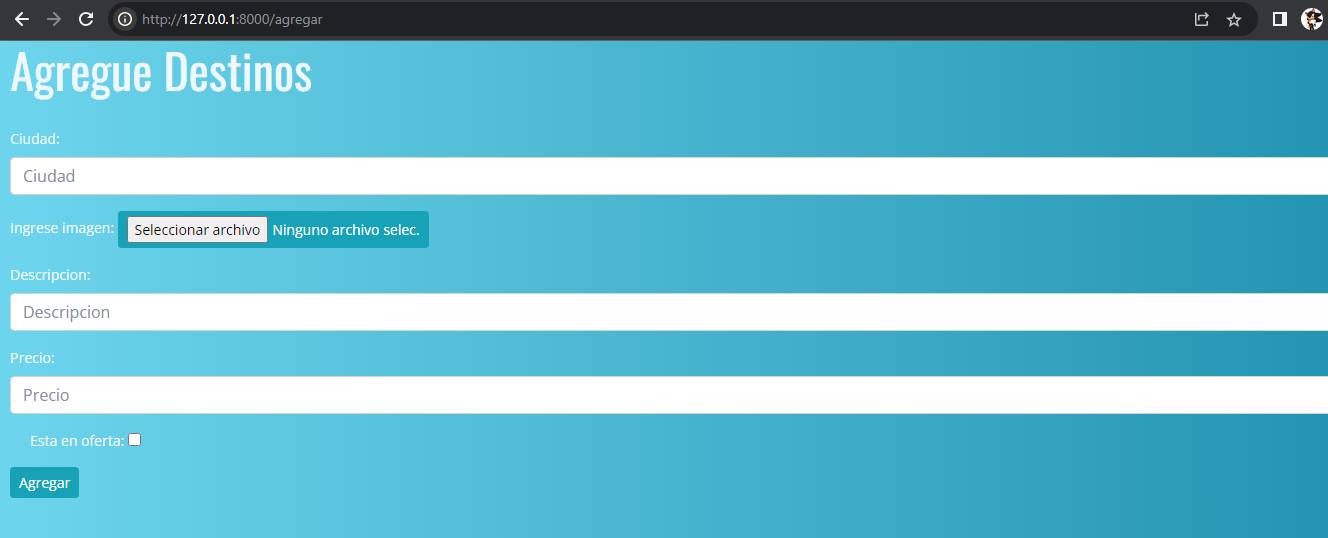 http://127.0.0.1:8000/agregar
Agregue Destinos
Ciudad:
Ciudad
Ingrese imagen: Seleccionar archivo Ninguno archivo selec.
Descripcion:
Descripcion
Precio:
Precio
Esta en oferta:
Agregar